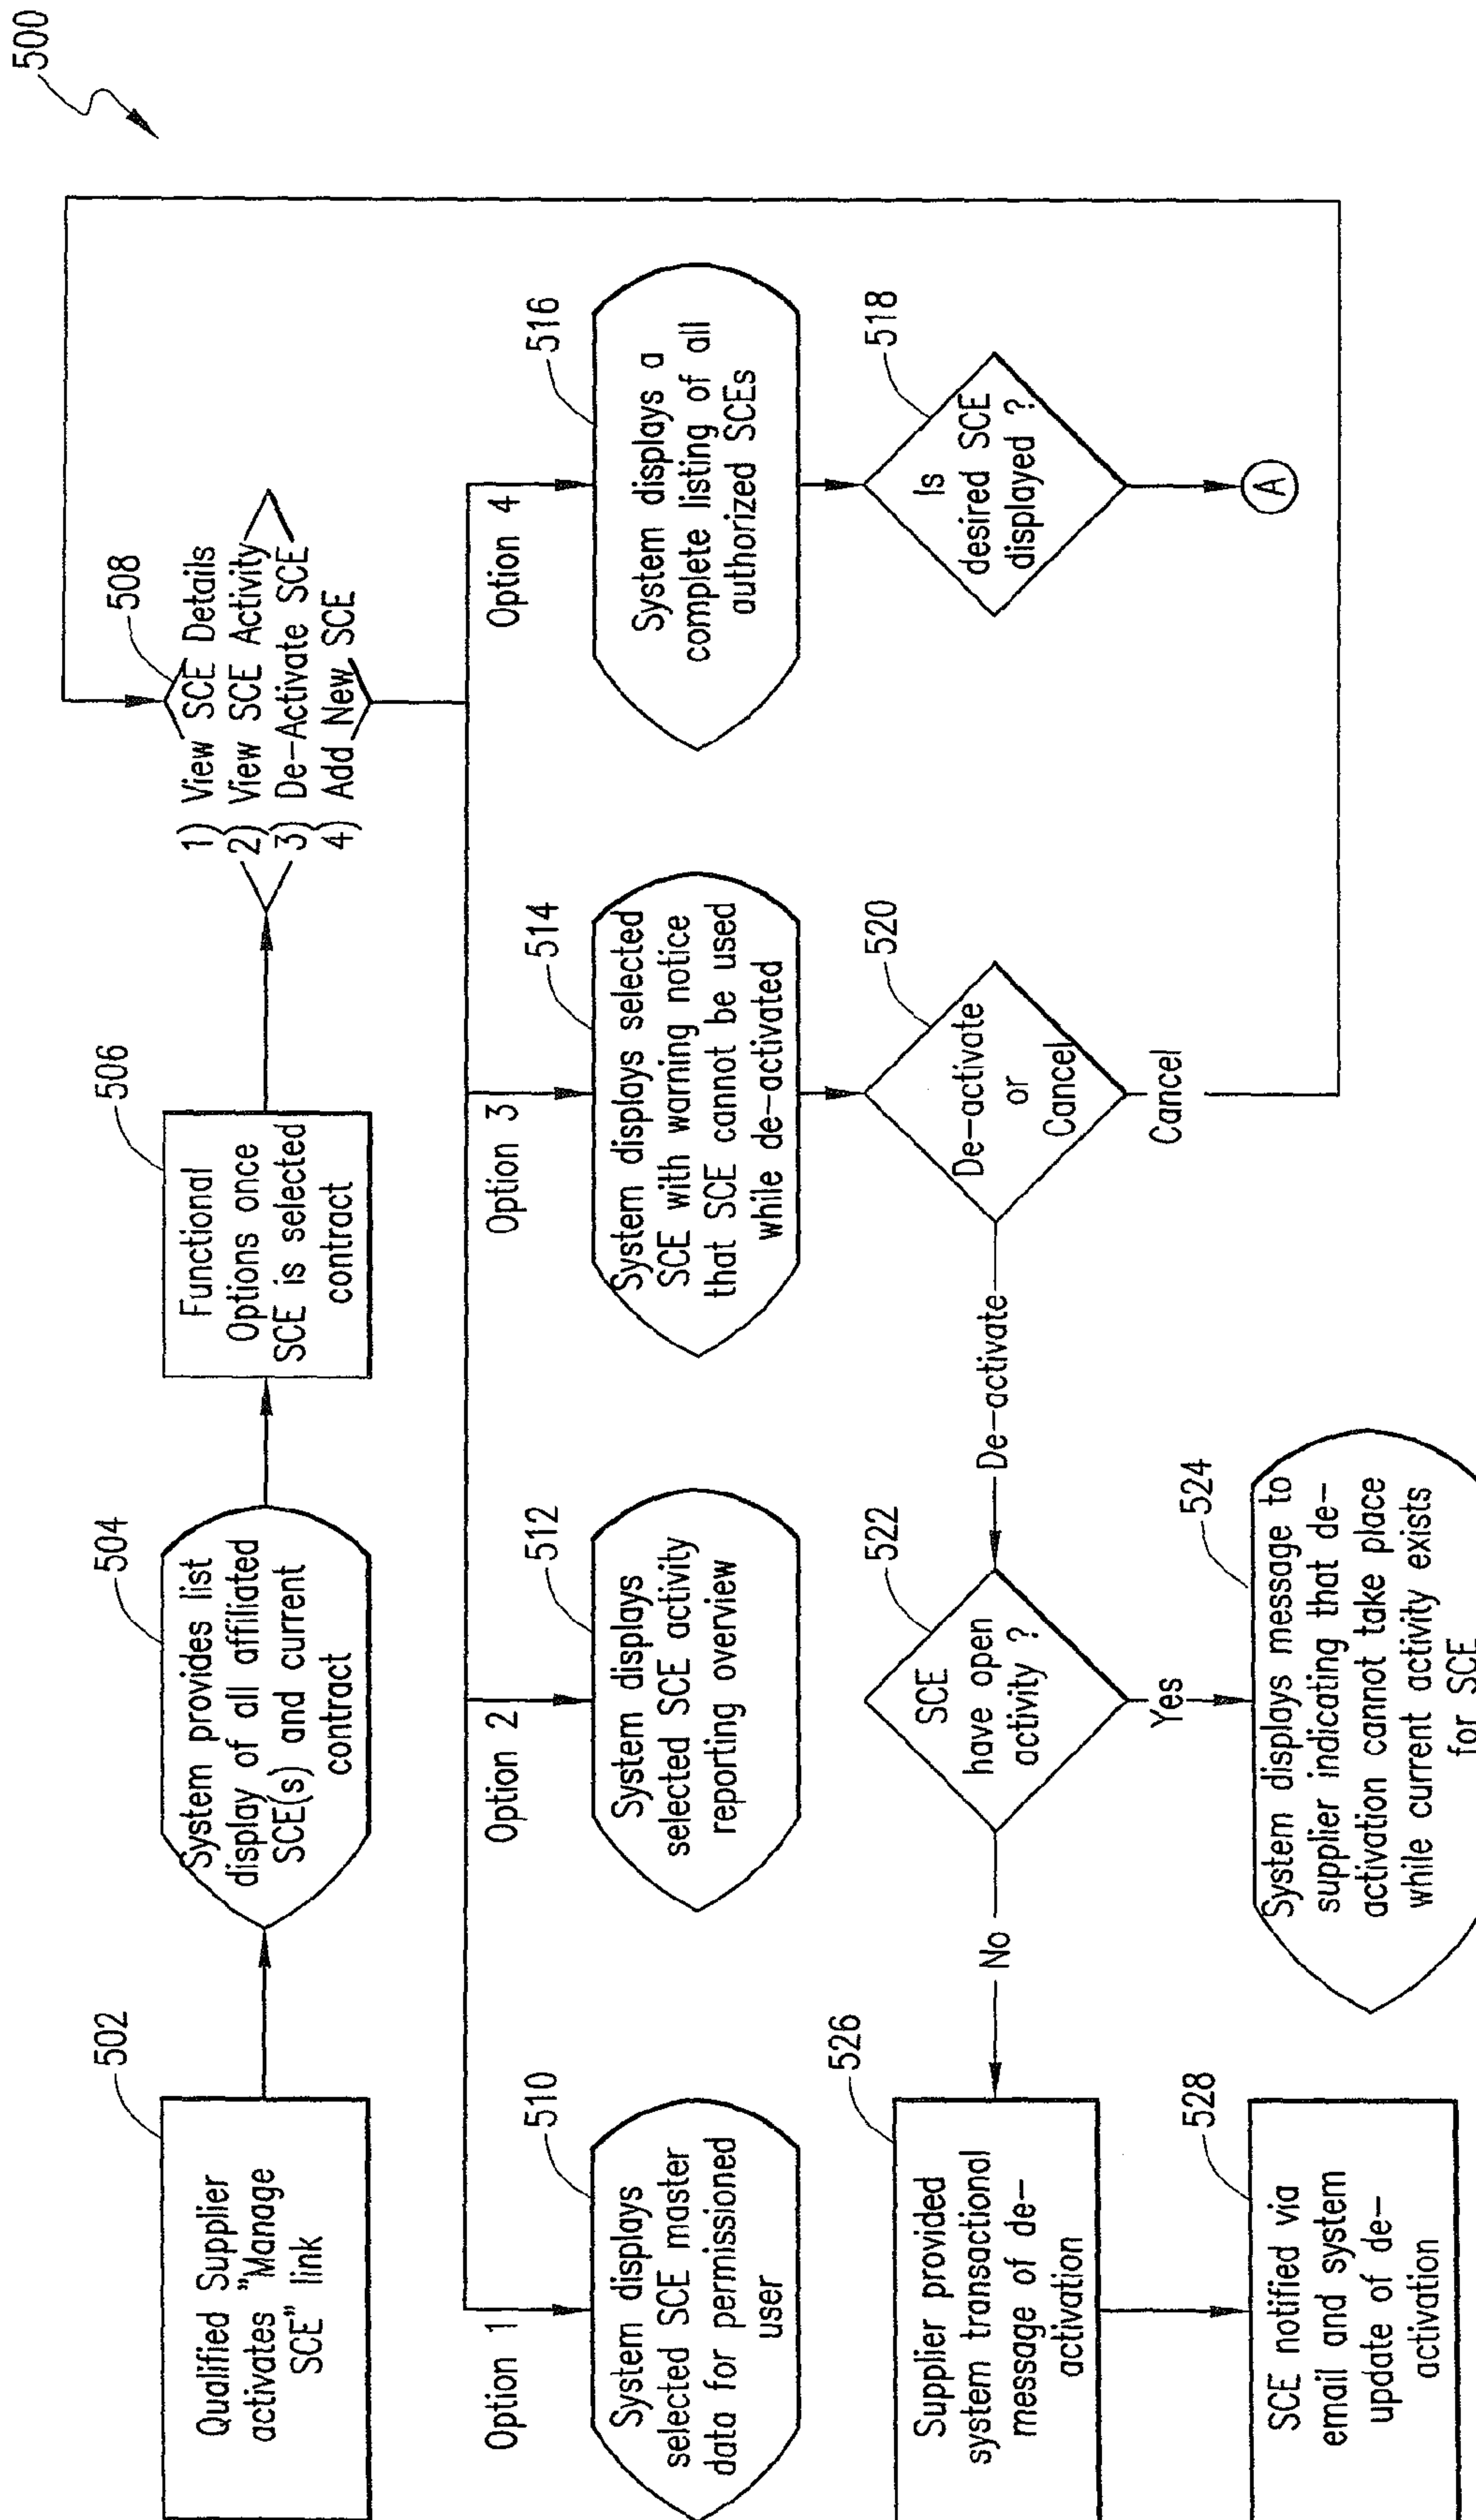 500
502
Qualified Supplier
activates "Manage
SCE" link
504
System provides list
display of all affiliated
SCE(s) and current
contract
506
Functional
Options once
SCE is selected
contract
508
1) View SCE Details
2) View SCE Activity
3) De-Activate SCE
4) Add New SCE
Option 1
510
System displays
selected SCE master
data for permissioned
user
Option 2
512
System displays
selected SCE activity
reporting overview
Option 3
514
System displays selected
SCE with warning notice
that SCE cannot be used
while de-activated
Option 4
516
System displays a
complete listing of all
authorized SCEs
518
Is
desired SCE
displayed ?
A
520
De-activate
or
Cancel
Cancel
De-activate
522
SCE
have open
activity ?
Yes
No
524
System displays message to
supplier indicating that de-
activation cannot take place
while current activity exists
for SCE
526
Supplier provided
system transactional
message of de-
activation
528
SCE notified via
email and system
update of de-
activation